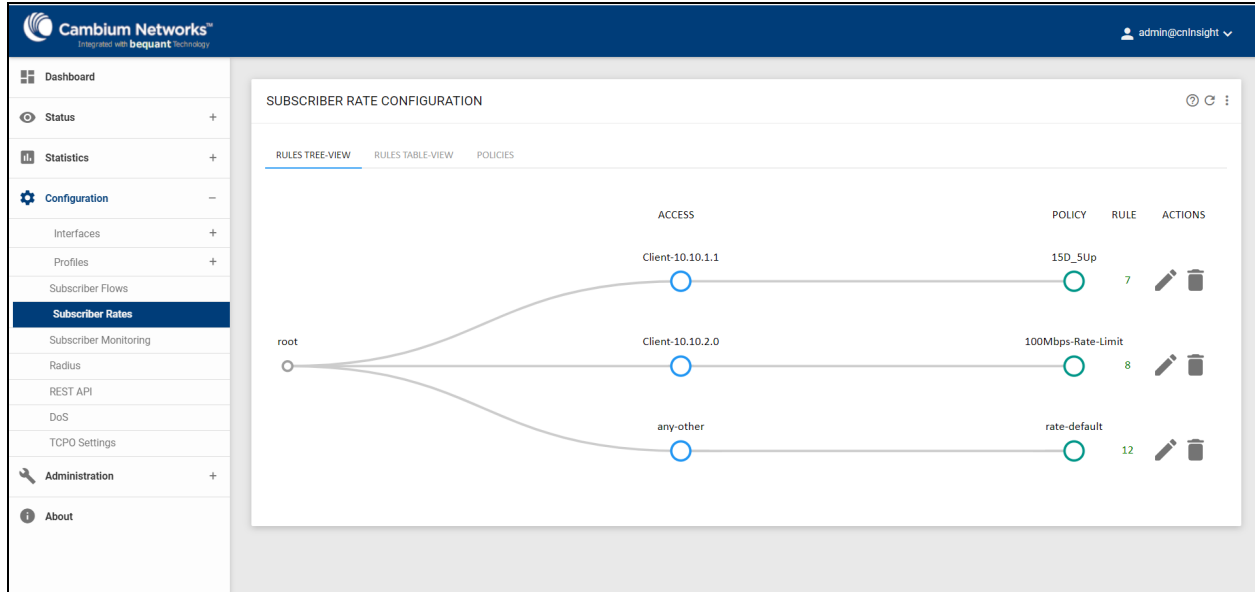 Cambium Networks™
Integrated with bequant Technology
admin@cnInsight
Dashboard
Status +
Statistics +
Configuration −
Interfaces +
Profiles +
Subscriber Flows
Subscriber Rates
Subscriber Monitoring
Radius
REST API
DoS
TCPO Settings
Administration +
About
SUBSCRIBER RATE CONFIGURATION
RULES TREE-VIEW RULES TABLE-VIEW POLICIES
ACCESS POLICY RULE ACTIONS
Client-10.10.1.1 15D_5Up
7
root Client-10.10.2.0 100Mbps-Rate-Limit
8
any-other rate-default
12